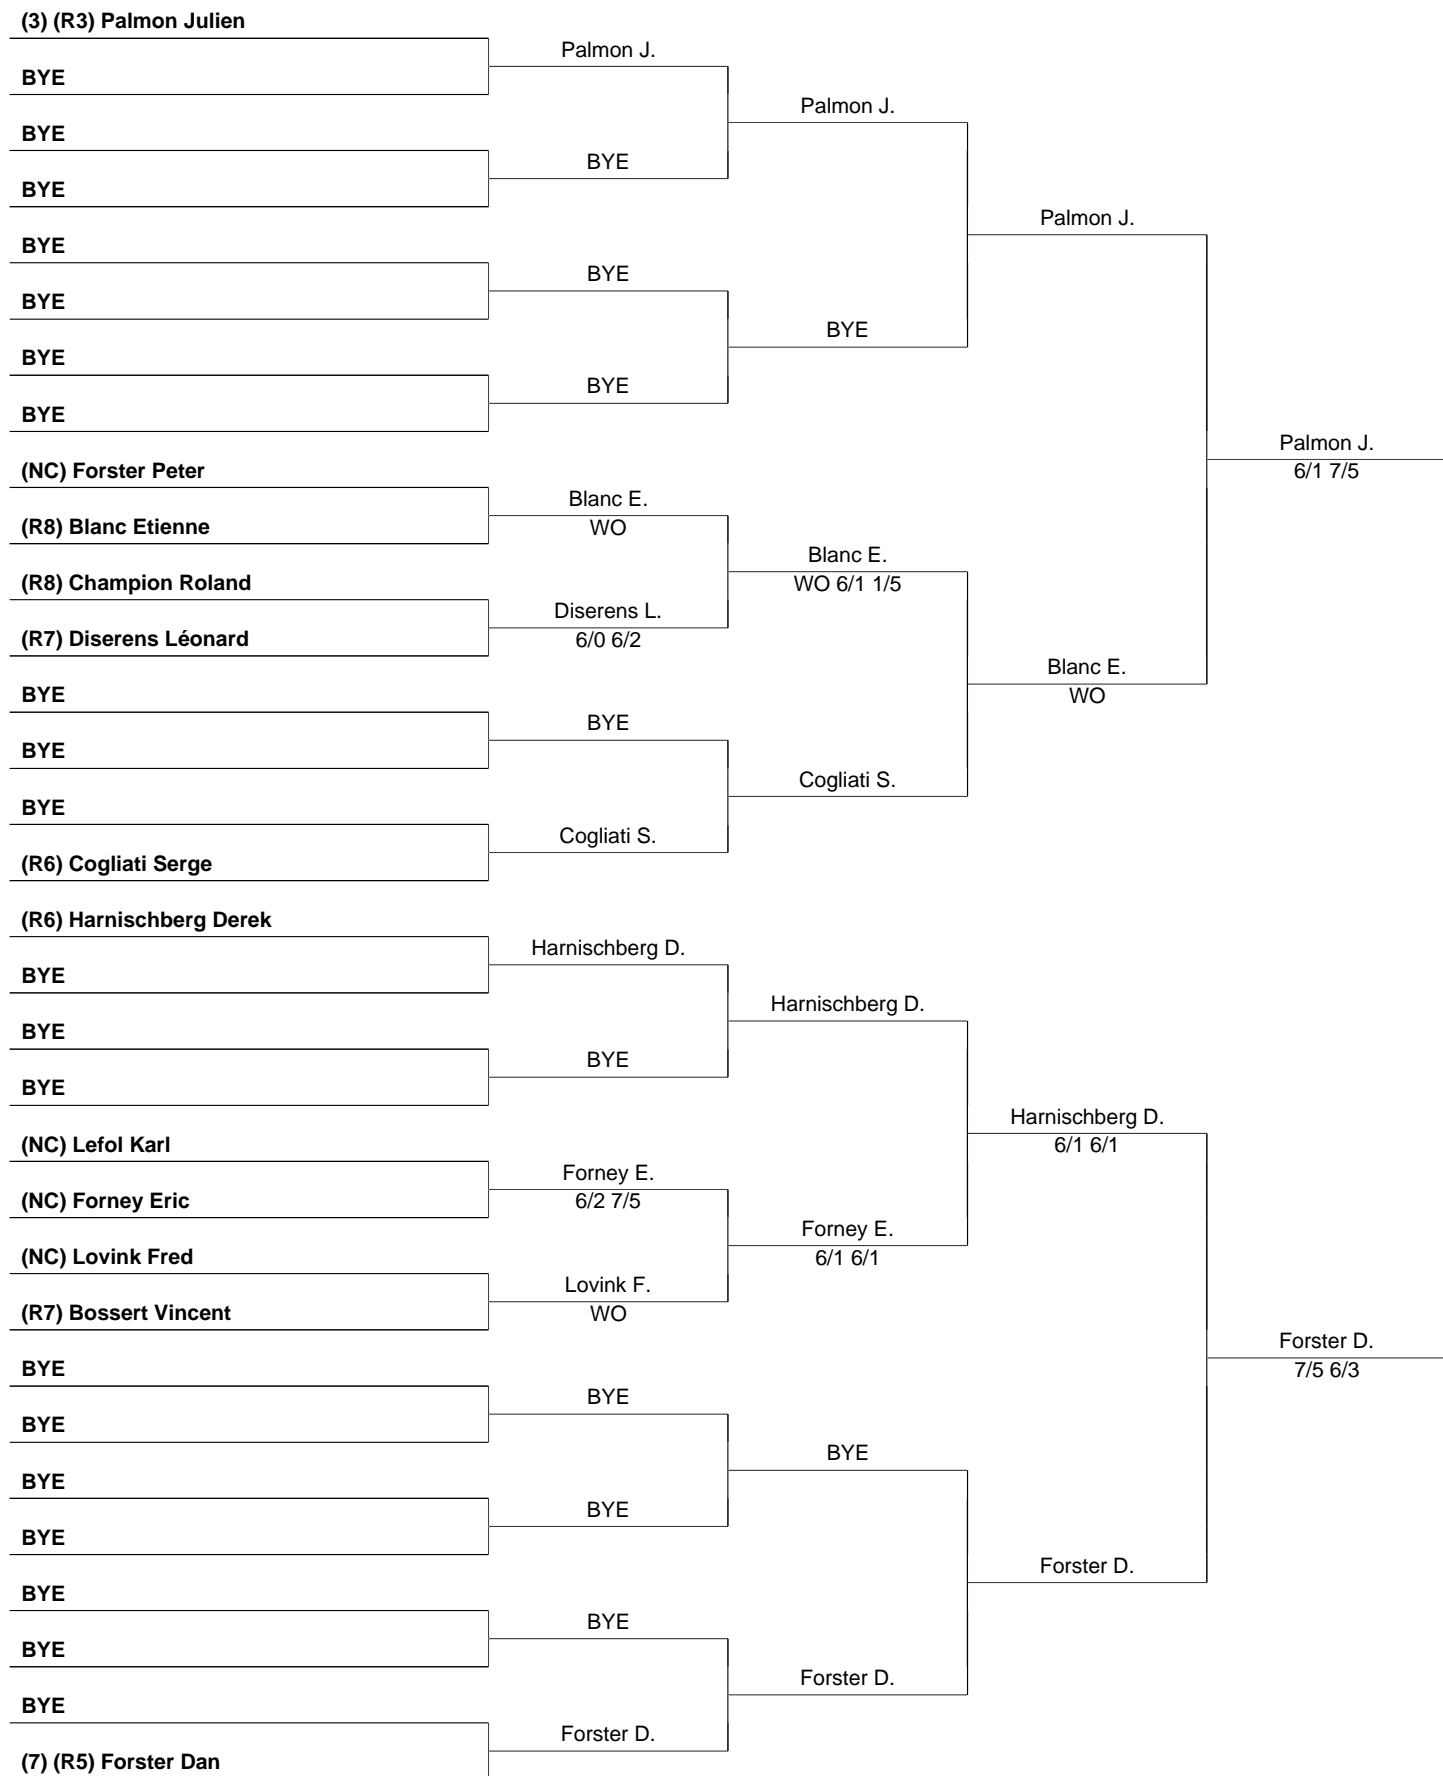 (3) (R3) Palmon Julien
Palmon J.
BYE
Palmon J.
BYE
BYE
BYE
Palmon J.
BYE
BYE
BYE
BYE
BYE
BYE
BYE
Palmon J.
6/1 7/5
(NC) Forster Peter
Blanc E.
WO
(R8) Blanc Etienne
Blanc E.
WO 6/1 1/5
(R8) Champion Roland
Diserens L.
6/0 6/2
(R7) Diserens Léonard
Blanc E.
WO
BYE
BYE
BYE
Cogliati S.
BYE
Cogliati S.
(R6) Cogliati Serge
(R6) Harnischberg Derek
Harnischberg D.
BYE
Harnischberg D.
BYE
BYE
BYE
Harnischberg D.
6/1 6/1
(NC) Lefol Karl
Forney E.
6/2 7/5
(NC) Forney Eric
Forney E.
6/1 6/1
(NC) Lovink Fred
Lovink F.
WO
(R7) Bossert Vincent
Forster D.
7/5 6/3
BYE
BYE
BYE
BYE
BYE
BYE
BYE
Forster D.
BYE
BYE
BYE
Forster D.
BYE
Forster D.
(7) (R5) Forster Dan